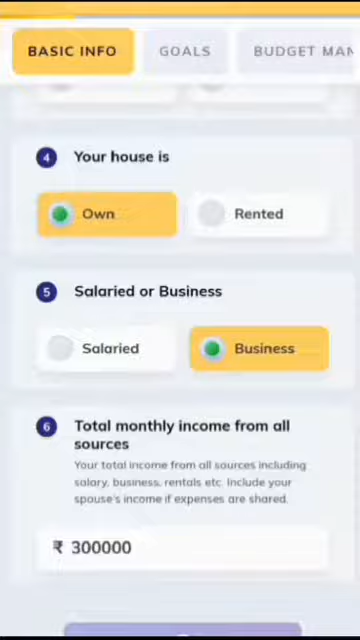 BASIC INFO GOALS BUDGET MAN
4 Your house is
Own Rented
5 Salaried or Business
Salaried Business
6 Total monthly income from all
sources
Your total income from all sources including
salary, business, rentals etc. Include your
spouse's income if expenses are shared.
₹ 300000